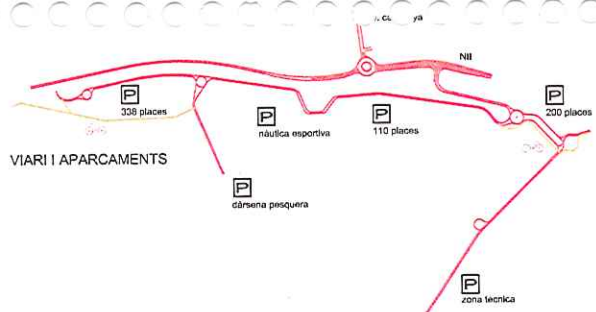 NII
P
338 places
P
nàutica esportiva
P
110 places
P
200 places
VIARI I APARCAMENTS
P
dàrsena pesquera
P
zona tecnica